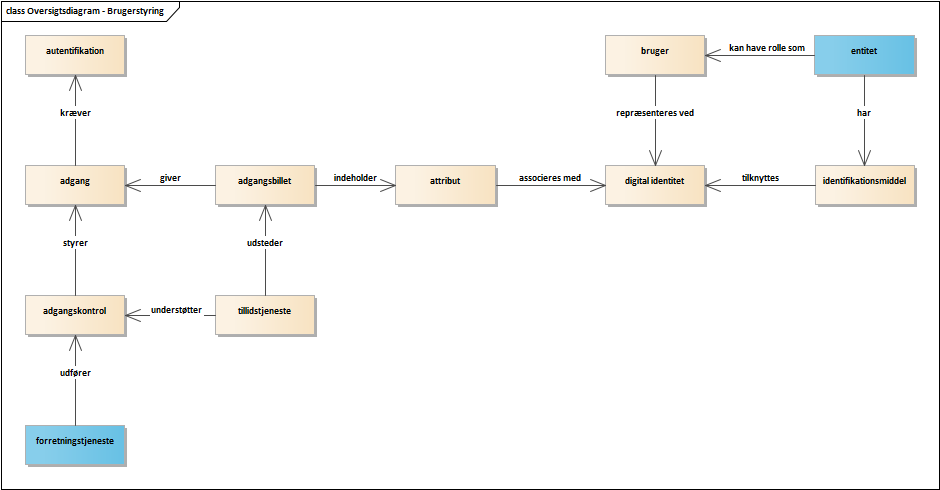 class Oversigtsdiagram - Brugerstyring
autentifikation
bruger
kan have rolle som
entitet
kræver
repræsenteres ved
har
adgang
giver
adgangsbillet
indeholder
attribut
associeres med
digital identitet
tilknyttes
identifikationsmiddel
styrer
udsteder
adgangskontrol
understøtter
tillidstjeneste
udfører
forretningstjeneste